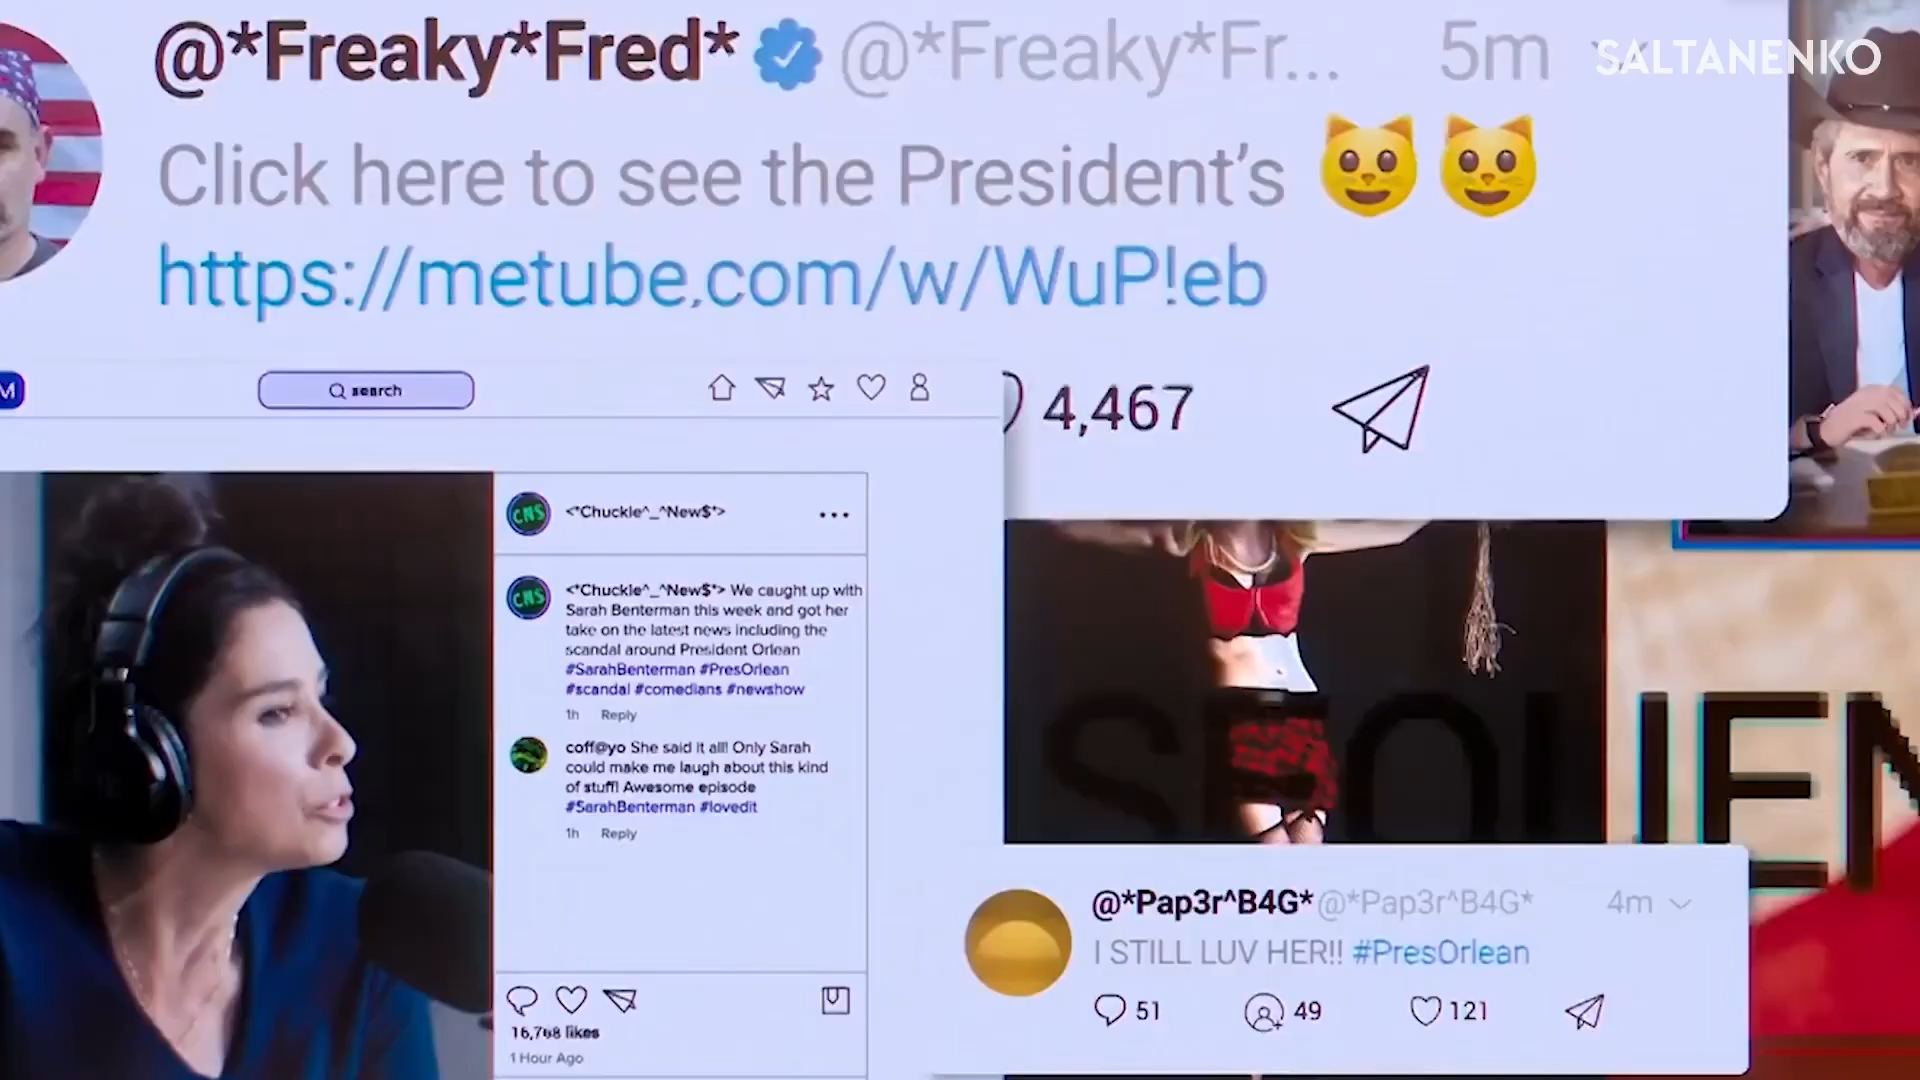 @*Freaky*Fred* @*Freaky*Fr... 5m
SALTANENKO
Click here to see the President's
https://metube.com/w/WuP!eb
4,467
M
search
CNS <*Chuckle^_^New$*>
CNS <*Chuckle^_^New$*> We caught up with
Sarah Benterman this week and got her
take on the latest news including the
scandal around President Orlean
#SarahBenterman #PresOrlean
#scandal #comedians #newshow
1h Reply
coff@yo She said it all! Only Sarah
could make me laugh about this kind
of stuff! Awesome episode
#SarahBenterman #lovedit
1h Reply
16,768 likes
1 Hour Ago
@*Pap3r^B4G* @*Pap3r^B4G* 4m
I STILL LUV HER!! #PresOrlean
51 49 121